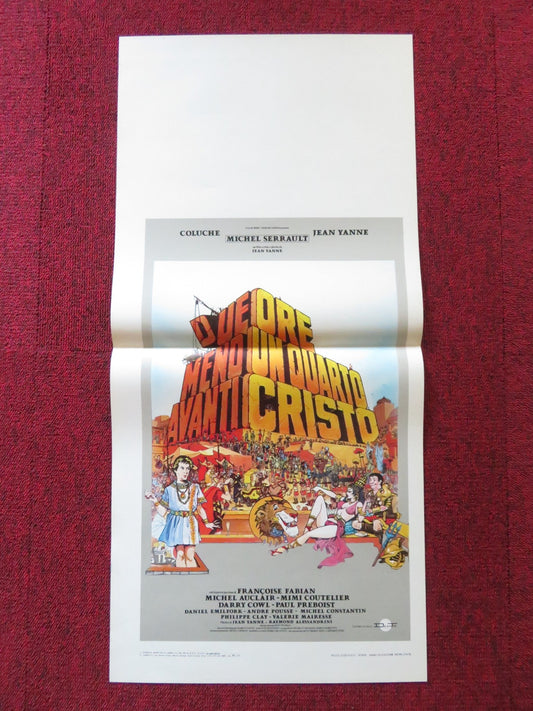 COLUCHE
MICHEL SERRAULT
JEAN YANNE
JEAN YANNE
DUE ORE
MENO UN QUARTO
AVANTI CRISTO
FRANÇOISE FABIAN
MICHEL AUCLAIR - MIMI COUTELIER
DARRY COWL - PAUL PREBOIST
DANIEL EMILFORK - ANDRE POUSSE - MICHEL CONSTANTIN
PHILIPPE CLAY - VALERIE MAIRESSE
JEAN YANNE - RAYMOND ALESSANDRINI